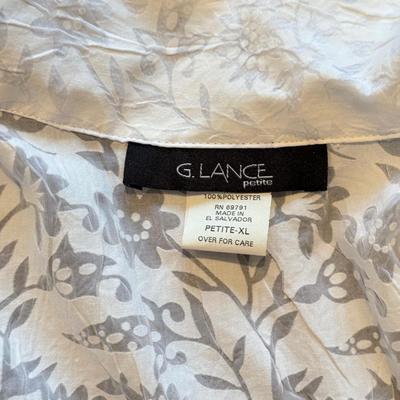 G.LANCE
petite
100% POLYESTER
RN 69791
MADE IN
EL SALVADOR
PETITE-XL
OVER FOR CARE